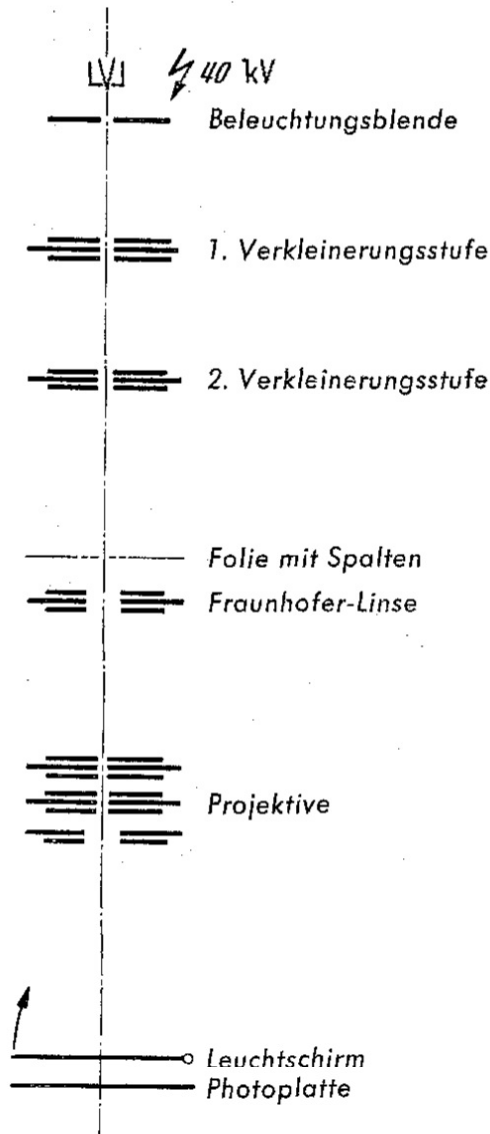 40 kV
Beleuchtungsblende
1. Verkleinerungsstufe
2. Verkleinerungsstufe
Folie mit Spalten
Fraunhofer-Linse
Projektive
Leuchtschirm
Photoplatte